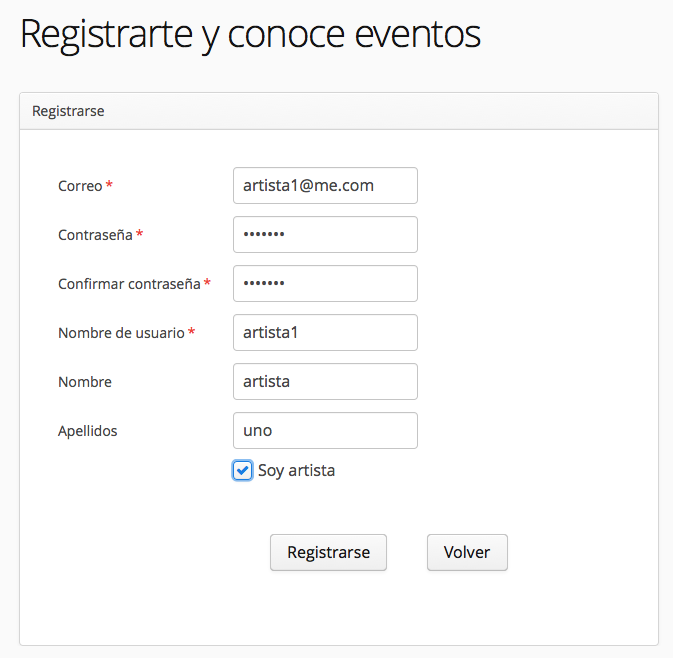 Registrarte y conoce eventos
Registrarse
Correo * artista1@me.com
Contraseña * •••••••
Confirmar contraseña * •••••••
Nombre de usuario * artista1
Nombre artista
Apellidos uno
Soy artista
Registrarse Volver